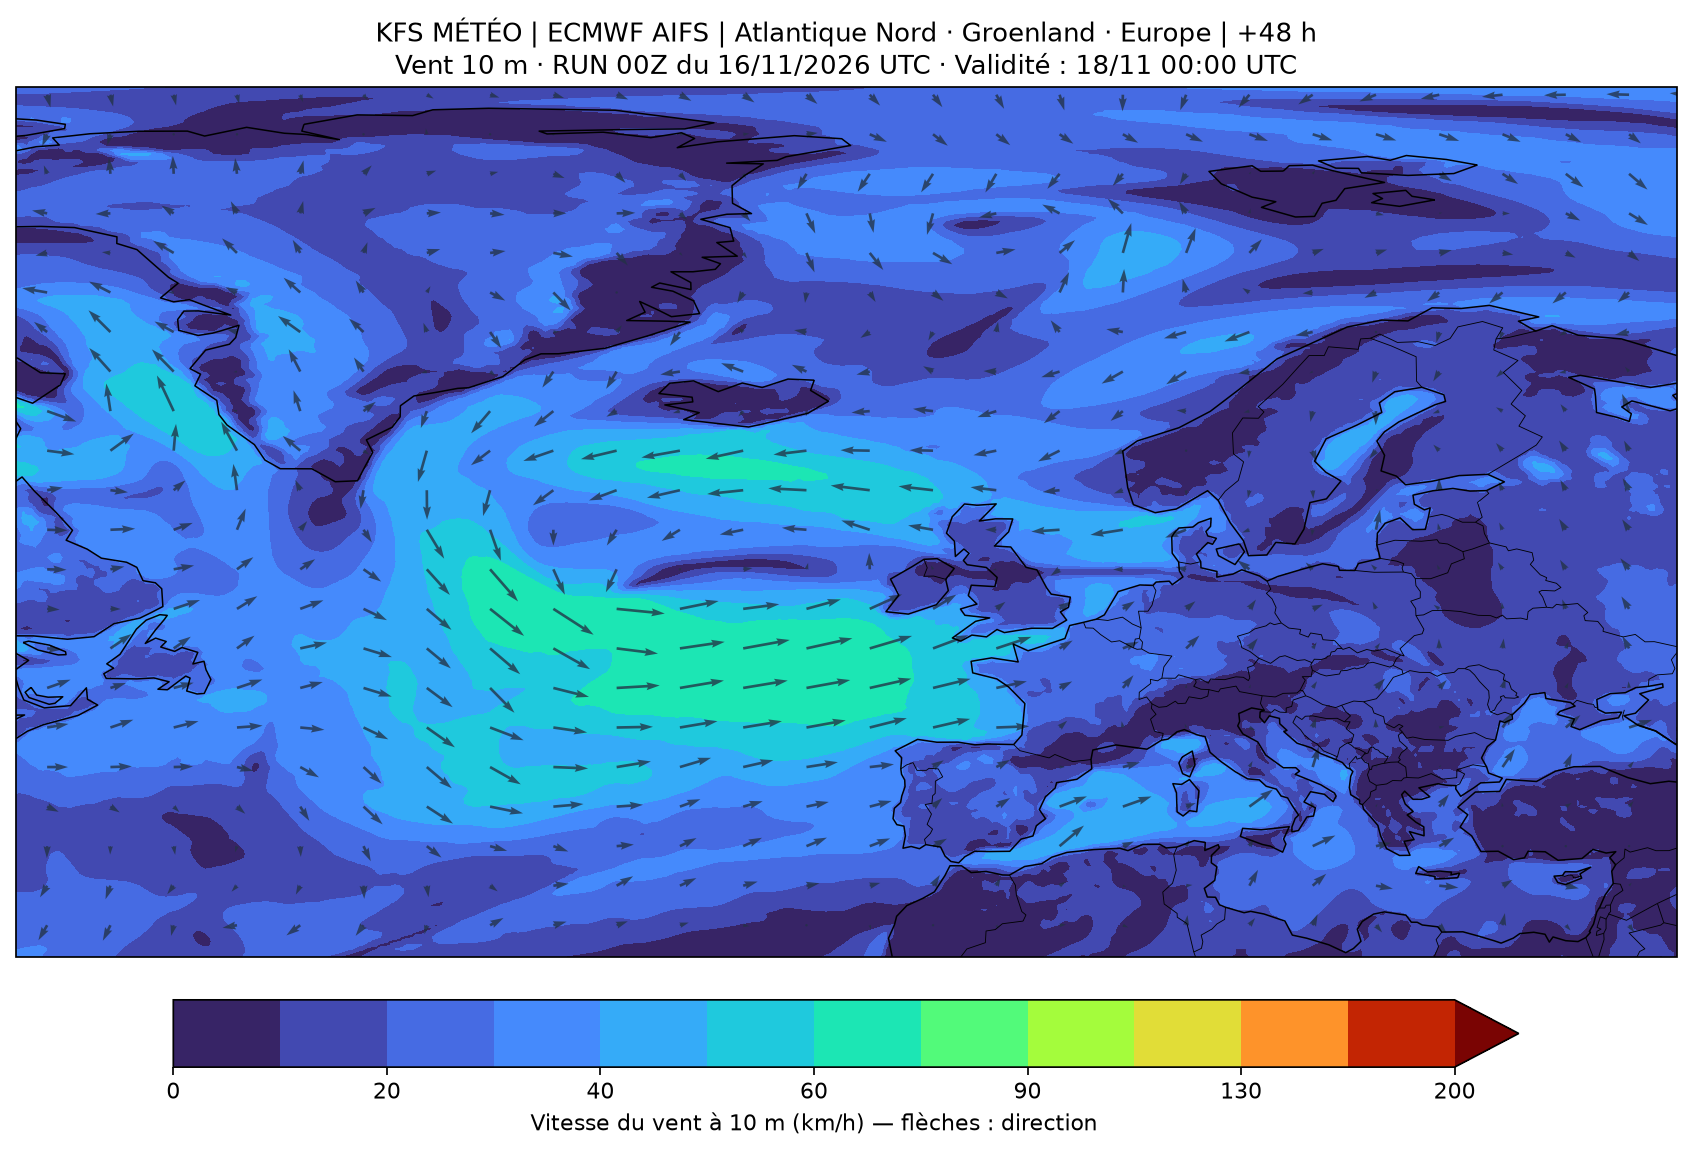 KFS MÉTÉO | ECMWF AIFS | Atlantique Nord · Groenland · Europe | +48 h
Vent 10 m · RUN 00Z du 16/11/2026 UTC · Validité : 18/11 00:00 UTC
0 20 40 60 90 130 200
Vitesse du vent à 10 m (km/h) — flèches : direction